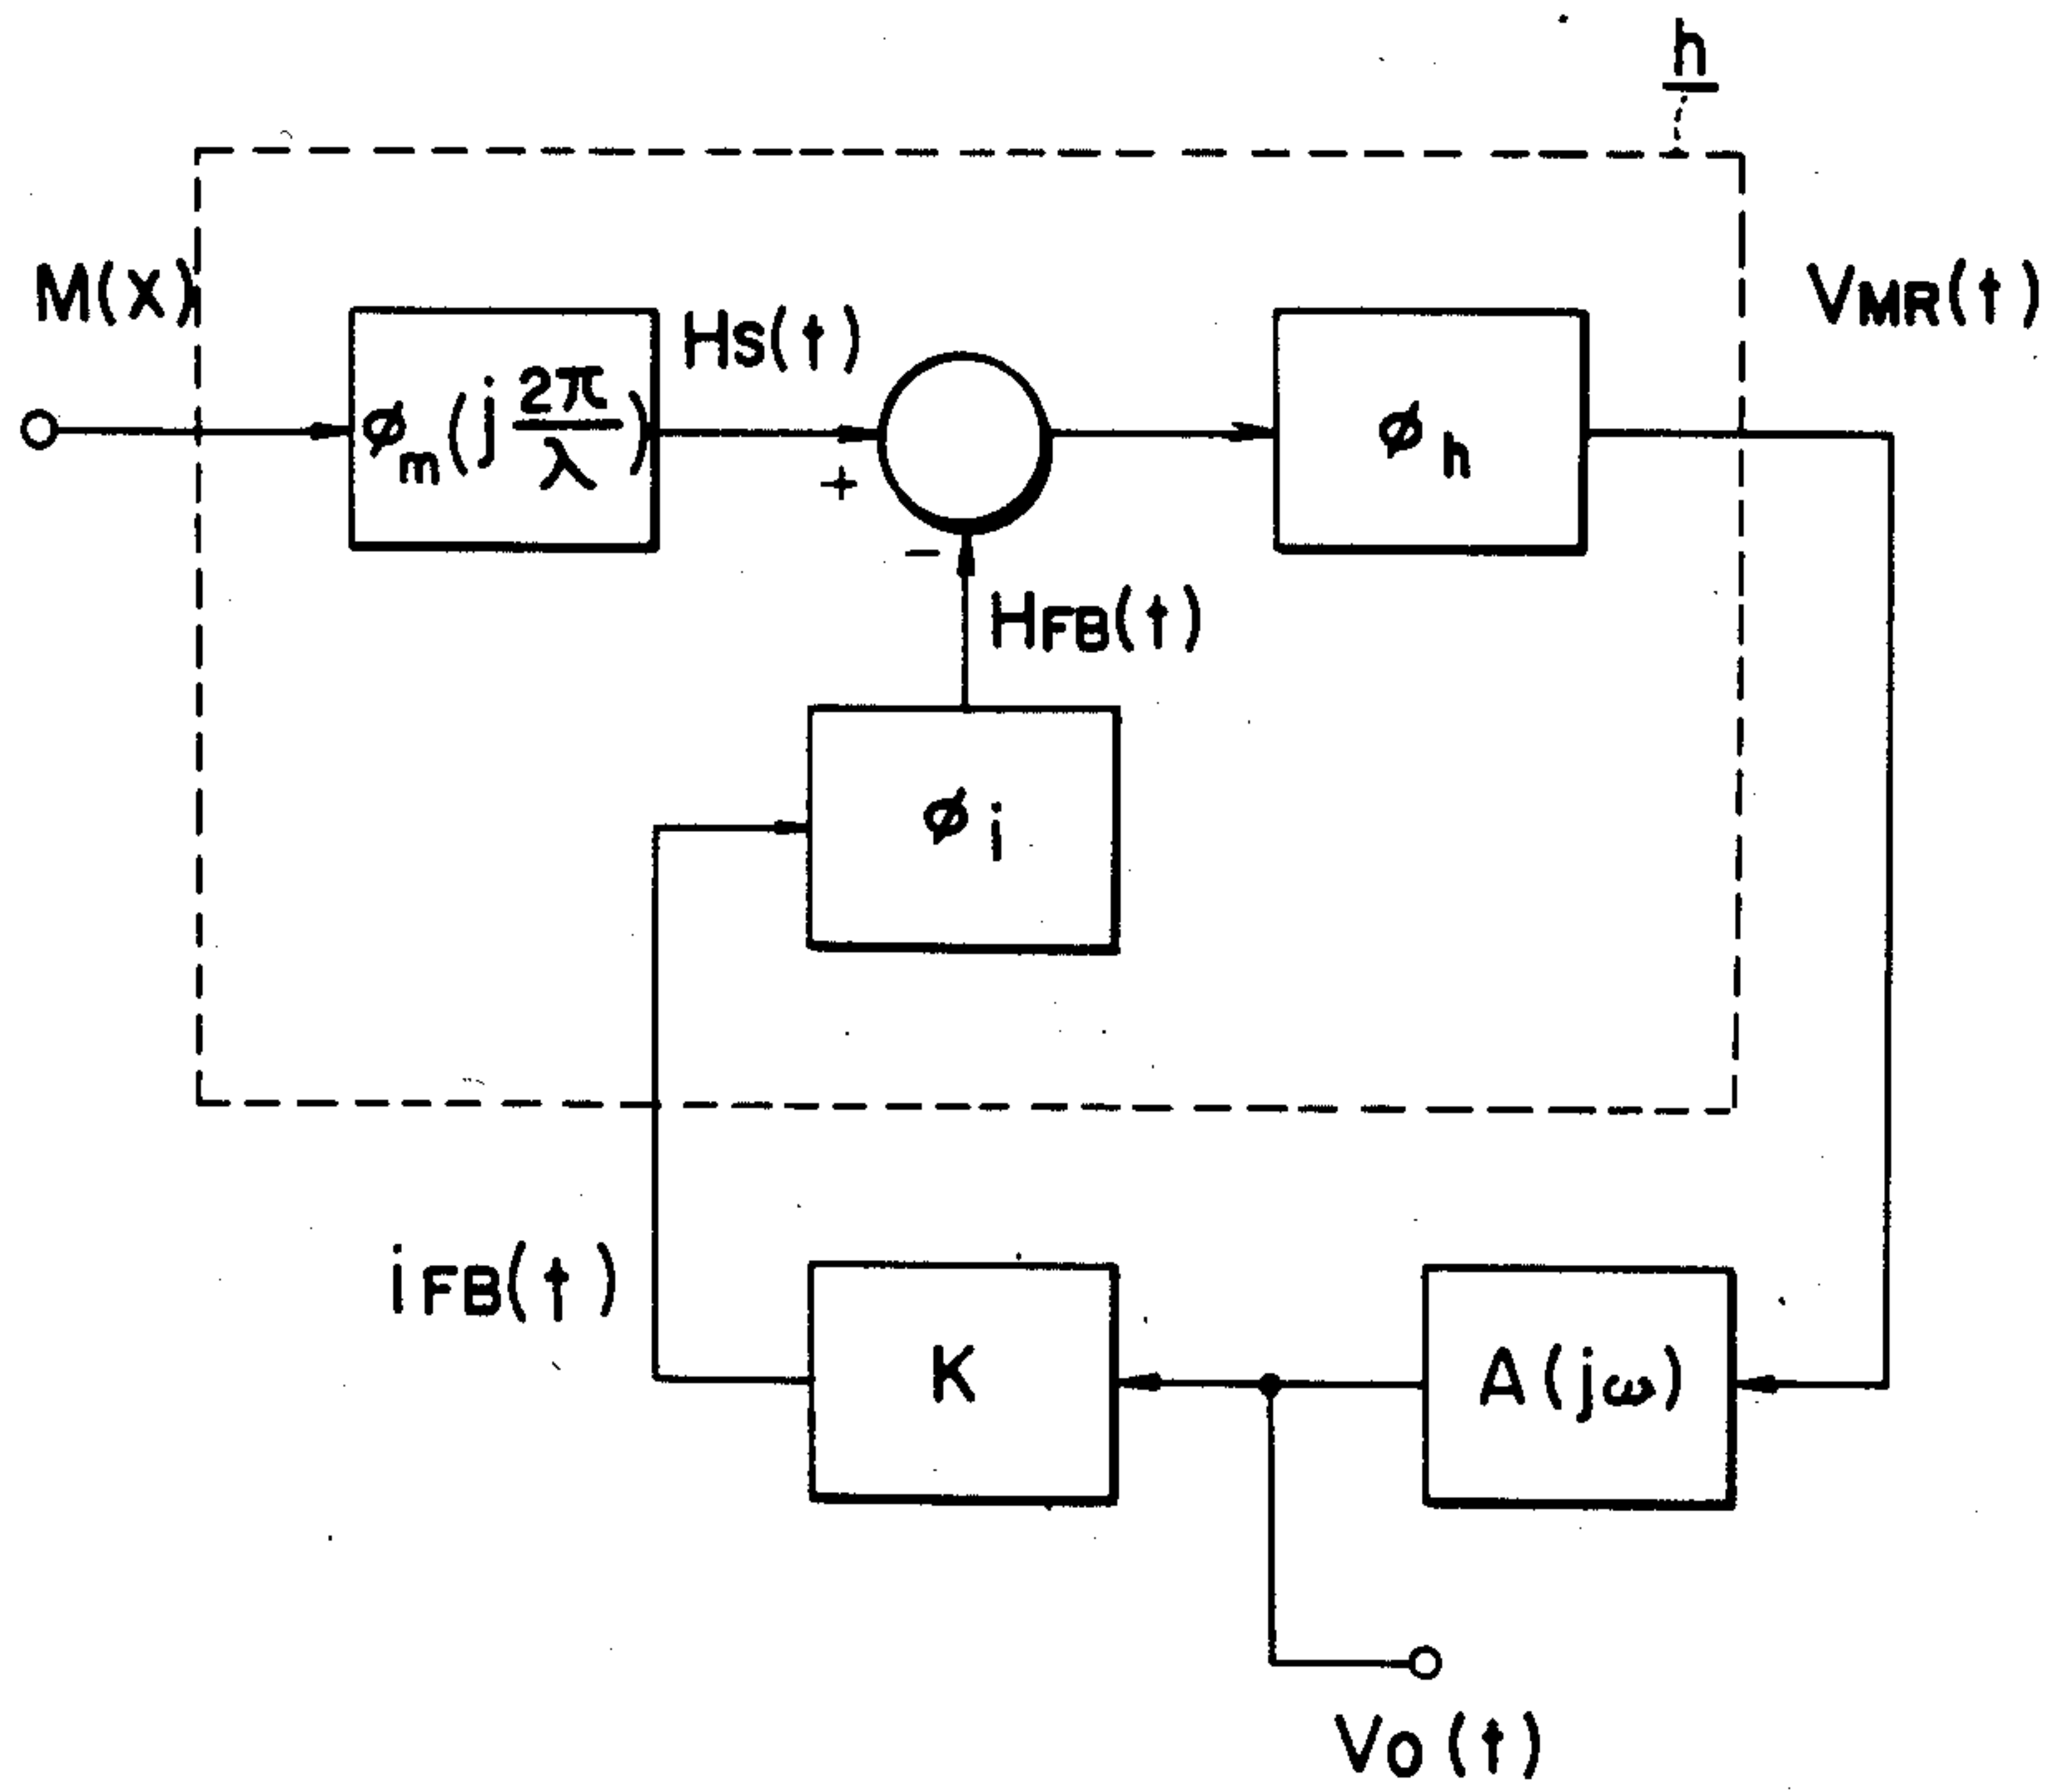 h
M(x)
VMR(t)
HS(t)
ϕm(j 2π/λ)
+
ϕh
−
HFB(t)
ϕi
iFB(t)
K
A(jω)
Vo(t)